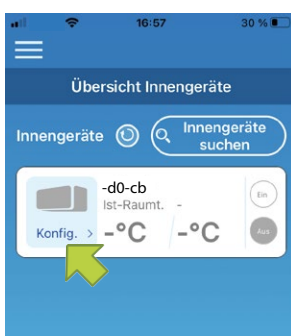 16:57 30 %
Übersicht Innengeräte
Innengeräte Innengeräte suchen
-d0-cb
Ist-Raumt. -
Konfig. > -°C -°C
Ein
Aus